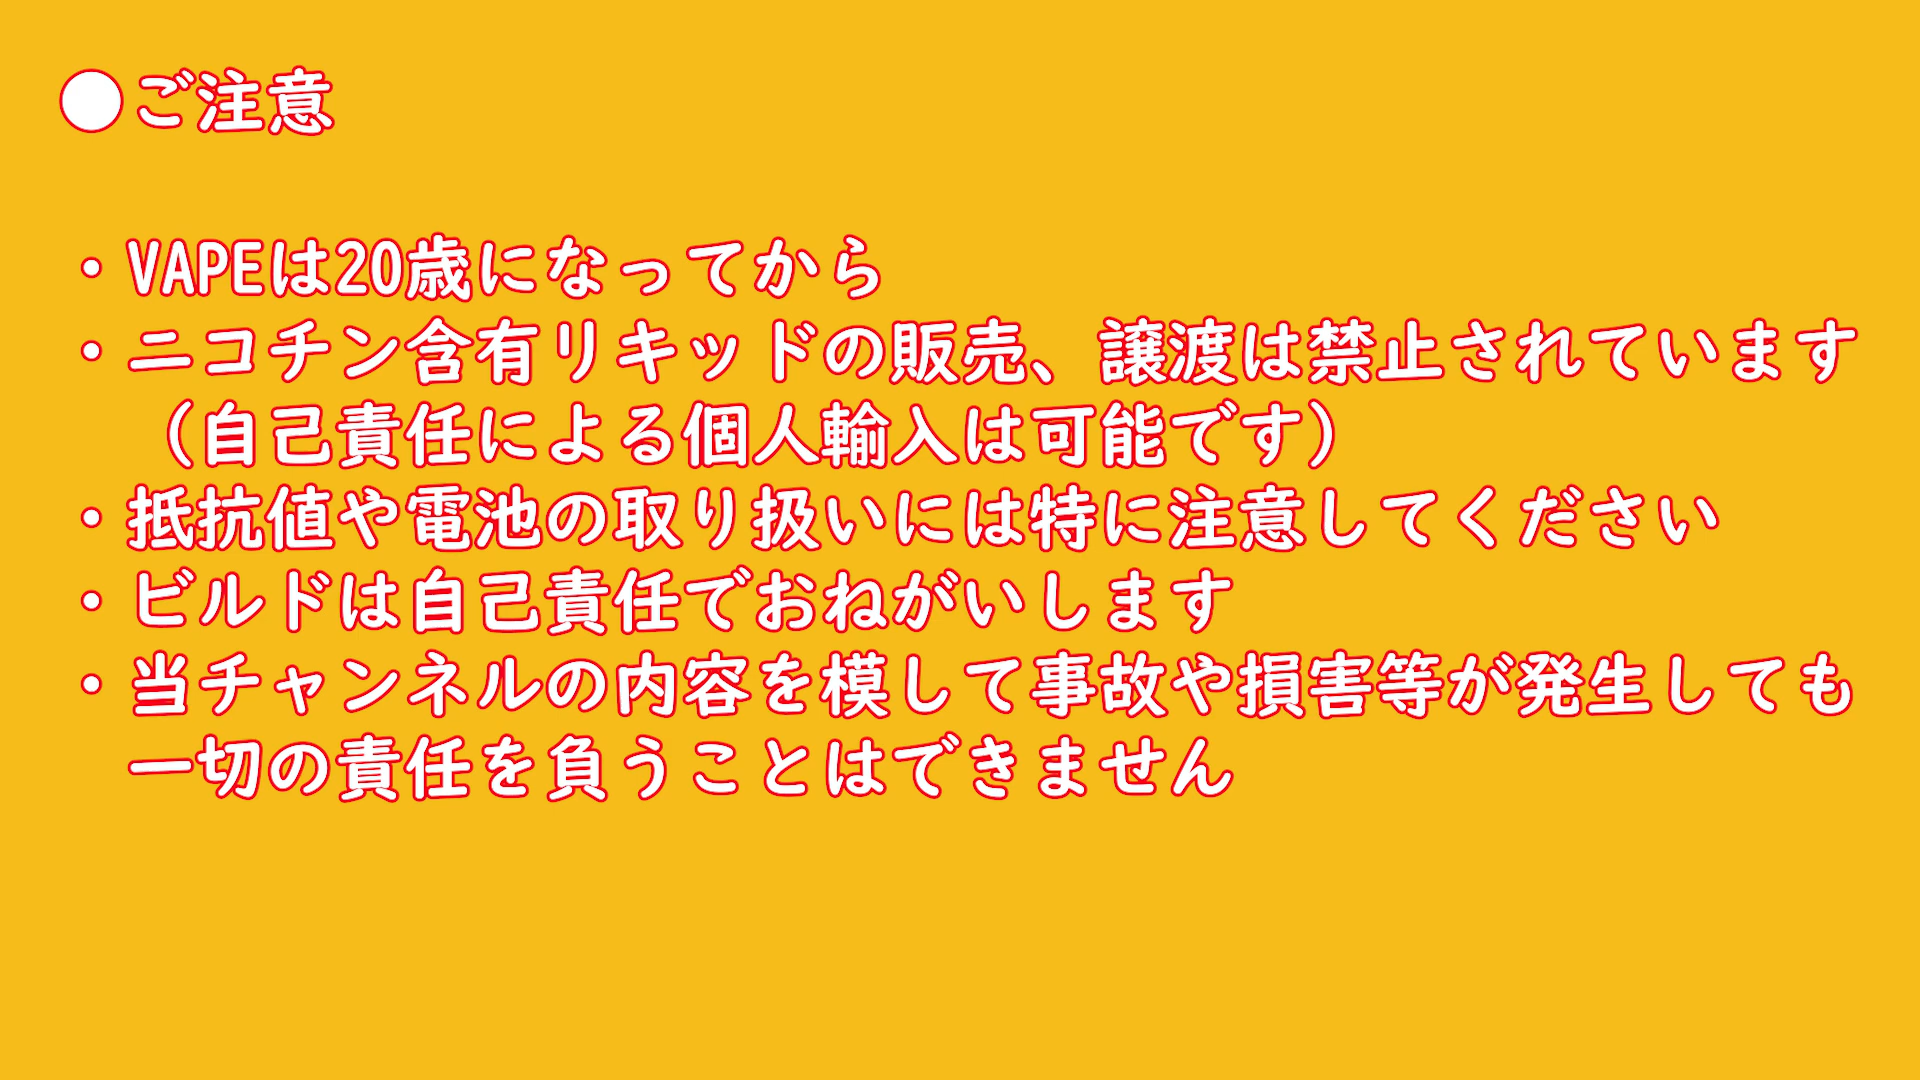 ●ご注意
・VAPEは20歳になってから
・ニコチン含有リキッドの販売、譲渡は禁止されています
（自己責任による個人輸入は可能です）
・抵抗値や電池の取り扱いには特に注意してください
・ビルドは自己責任でおねがいします
・当チャンネルの内容を模して事故や損害等が発生しても
一切の責任を負うことはできません